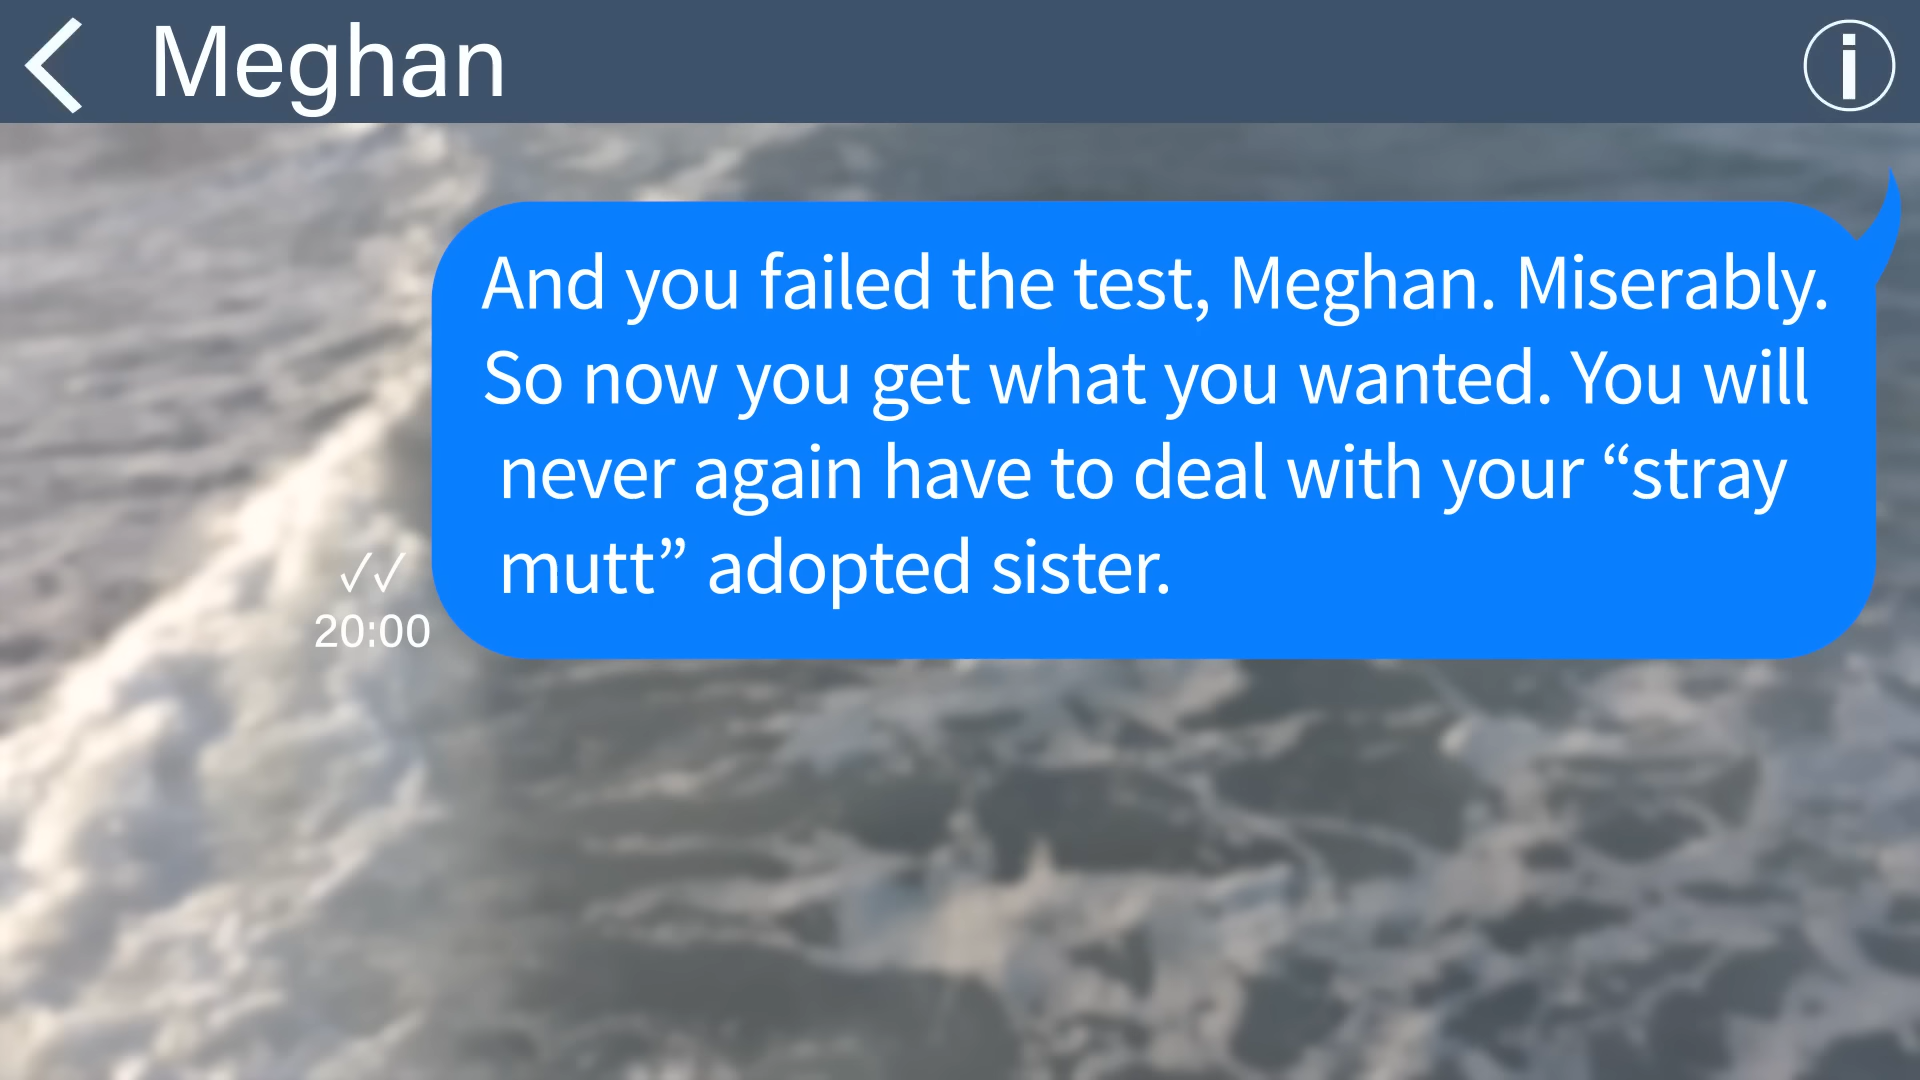 Meghan
And you failed the test, Meghan. Miserably.
So now you get what you wanted. You will
never again have to deal with your “stray
mutt” adopted sister.
20:00